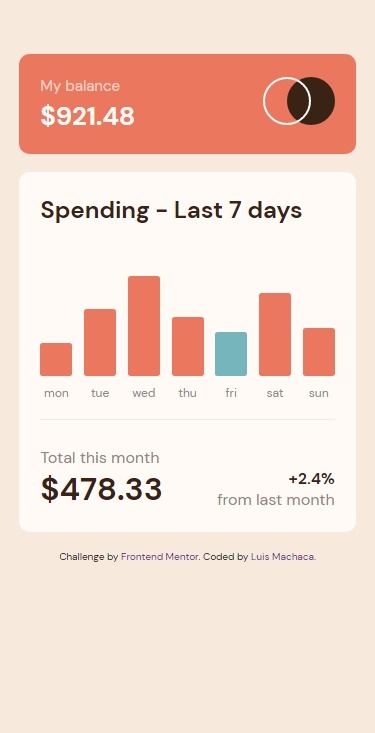 My balance
$921.48
Spending - Last 7 days
mon tue wed thu fri sat sun
Total this month
$478.33
+2.4%
from last month
Challenge by Frontend Mentor. Coded by Luis Machaca.